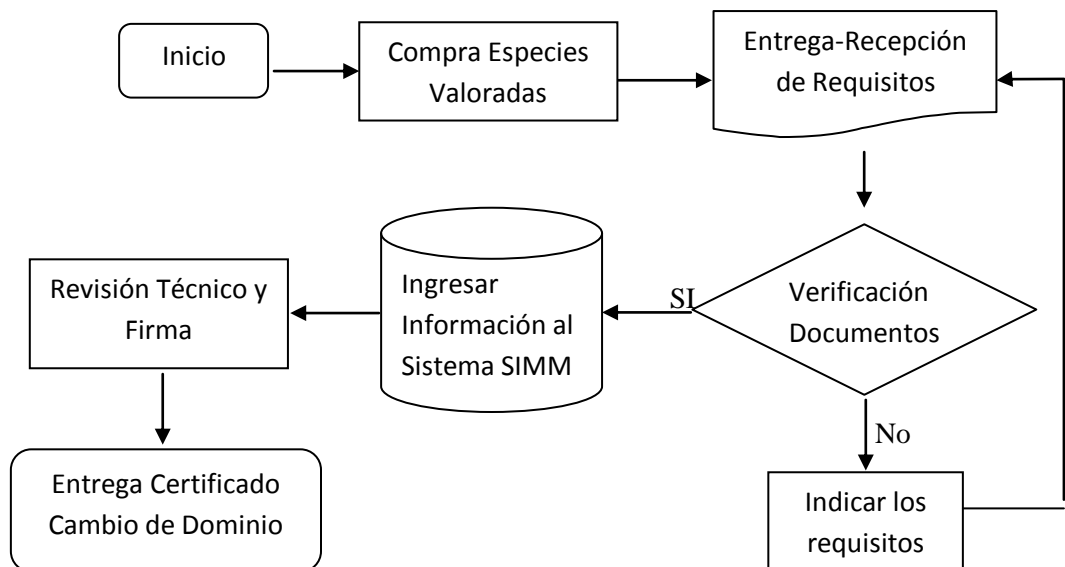 Inicio
Compra Especies
Valoradas
Entrega-Recepción
de Requisitos
Verificación
Documentos
SI
Ingresar
Información al
Sistema SIMM
Revisión Técnico y
Firma
Entrega Certificado
Cambio de Dominio
No
Indicar los
requisitos